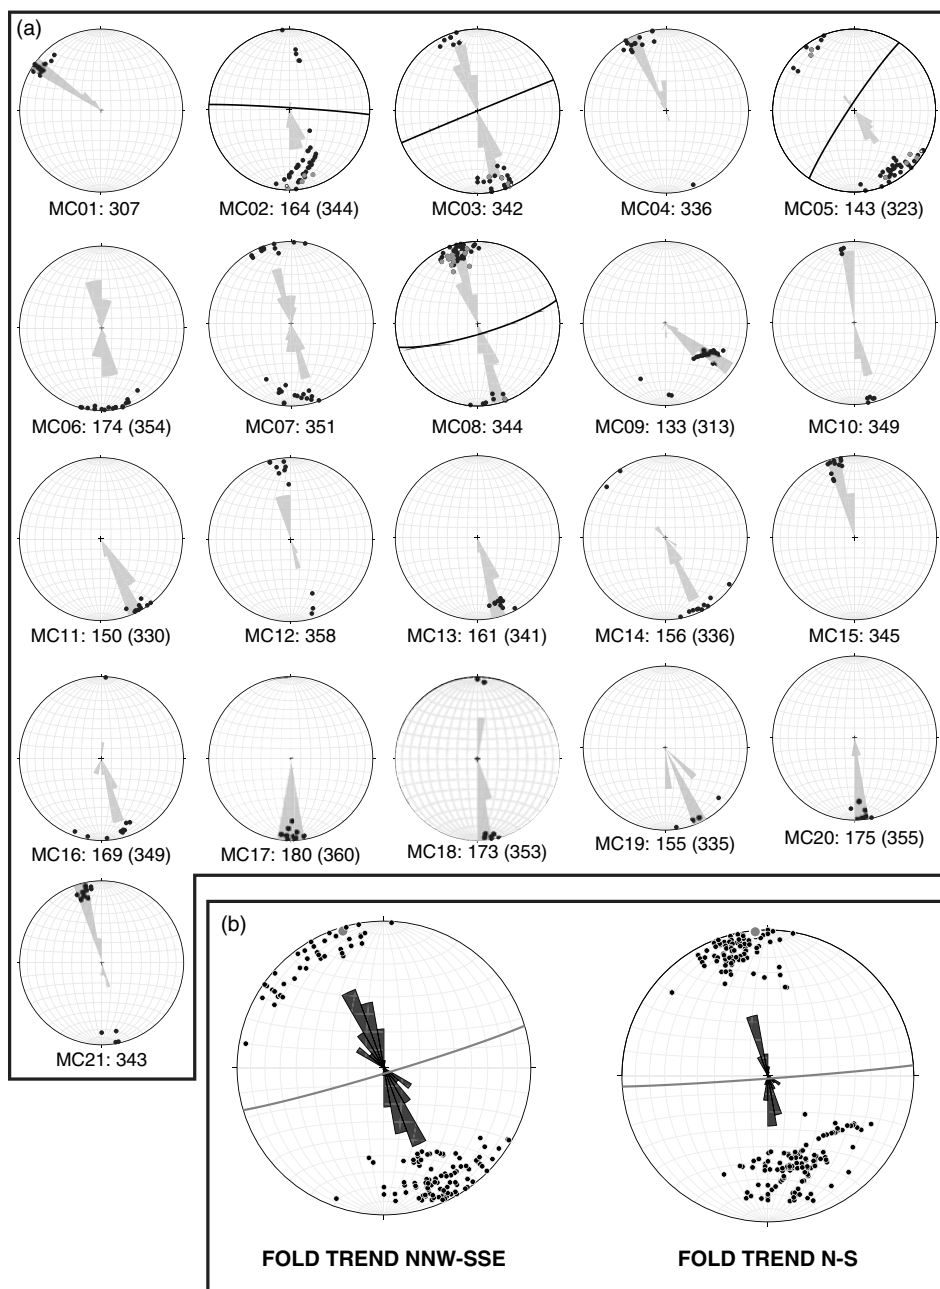 (a)
MC01: 307
MC02: 164 (344)
MC03: 342
MC04: 336
MC05: 143 (323)
MC06: 174 (354)
MC07: 351
MC08: 344
MC09: 133 (313)
MC10: 349
MC11: 150 (330)
MC12: 358
MC13: 161 (341)
MC14: 156 (336)
MC15: 345
MC16: 169 (349)
MC17: 180 (360)
MC18: 173 (353)
MC19: 155 (335)
MC20: 175 (355)
MC21: 343
(b)
FOLD TREND NNW-SSE
FOLD TREND N-S